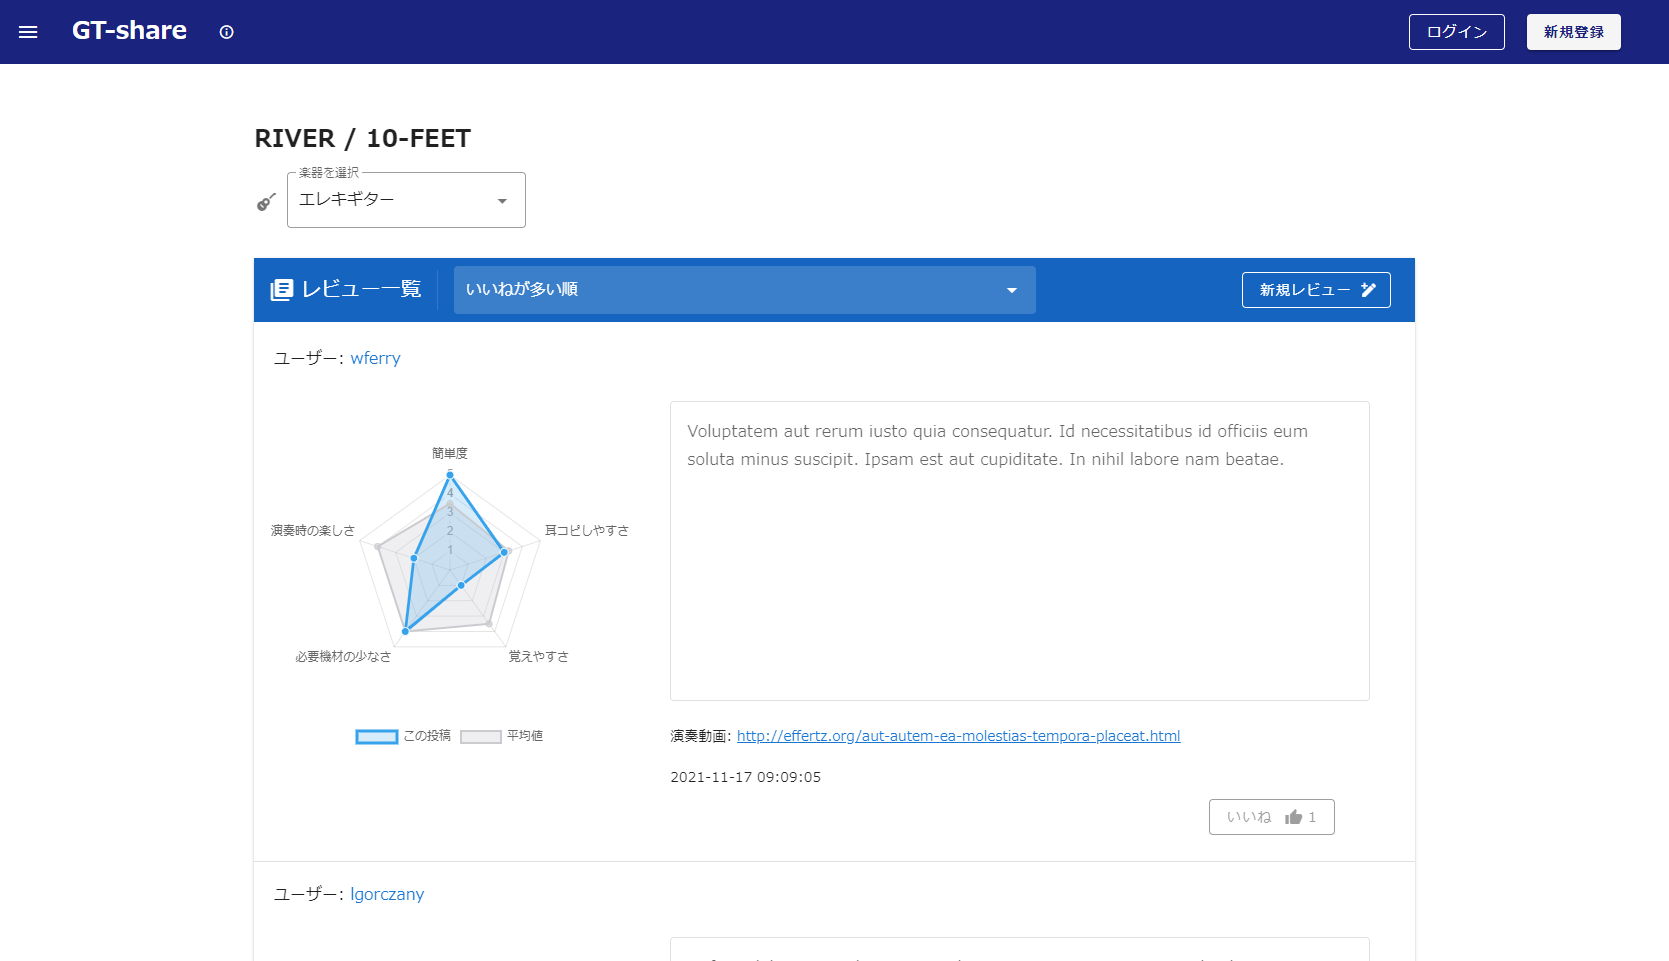 GT-share
ログイン
新規登録
RIVER / 10-FEET
楽器を選択
エレキギター
レビュー一覧
いいねが多い順
新規レビュー
ユーザー: wferry
Voluptatem aut rerum iusto quia consequatur. Id necessitatibus id officiis eum
soluta minus suscipit. Ipsam est aut cupiditate. In nihil labore nam beatae.
簡単度
4
3
2
1
演奏時の楽しさ
耳コピしやすさ
必要機材の少なさ
覚えやすさ
この投稿
平均値
演奏動画: http://effertz.org/aut-autem-ea-molestias-tempora-placeat.html
2021-11-17 09:09:05
いいね 1
ユーザー: lgorczany